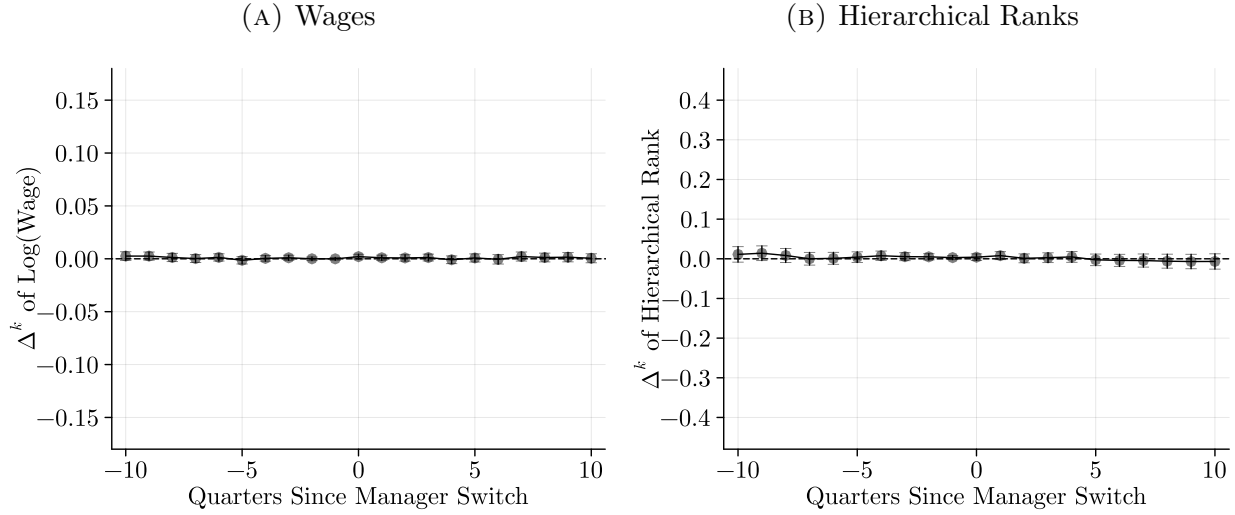 (A) Wages
0.15
0.10
0.05
0.00
−0.05
−0.10
−0.15
Δᵏ of Log(Wage)
−10 −5 0 5 10
Quarters Since Manager Switch
(B) Hierarchical Ranks
0.4
0.3
0.2
0.1
0.0
−0.1
−0.2
−0.3
−0.4
Δᵏ of Hierarchical Rank
−10 −5 0 5 10
Quarters Since Manager Switch